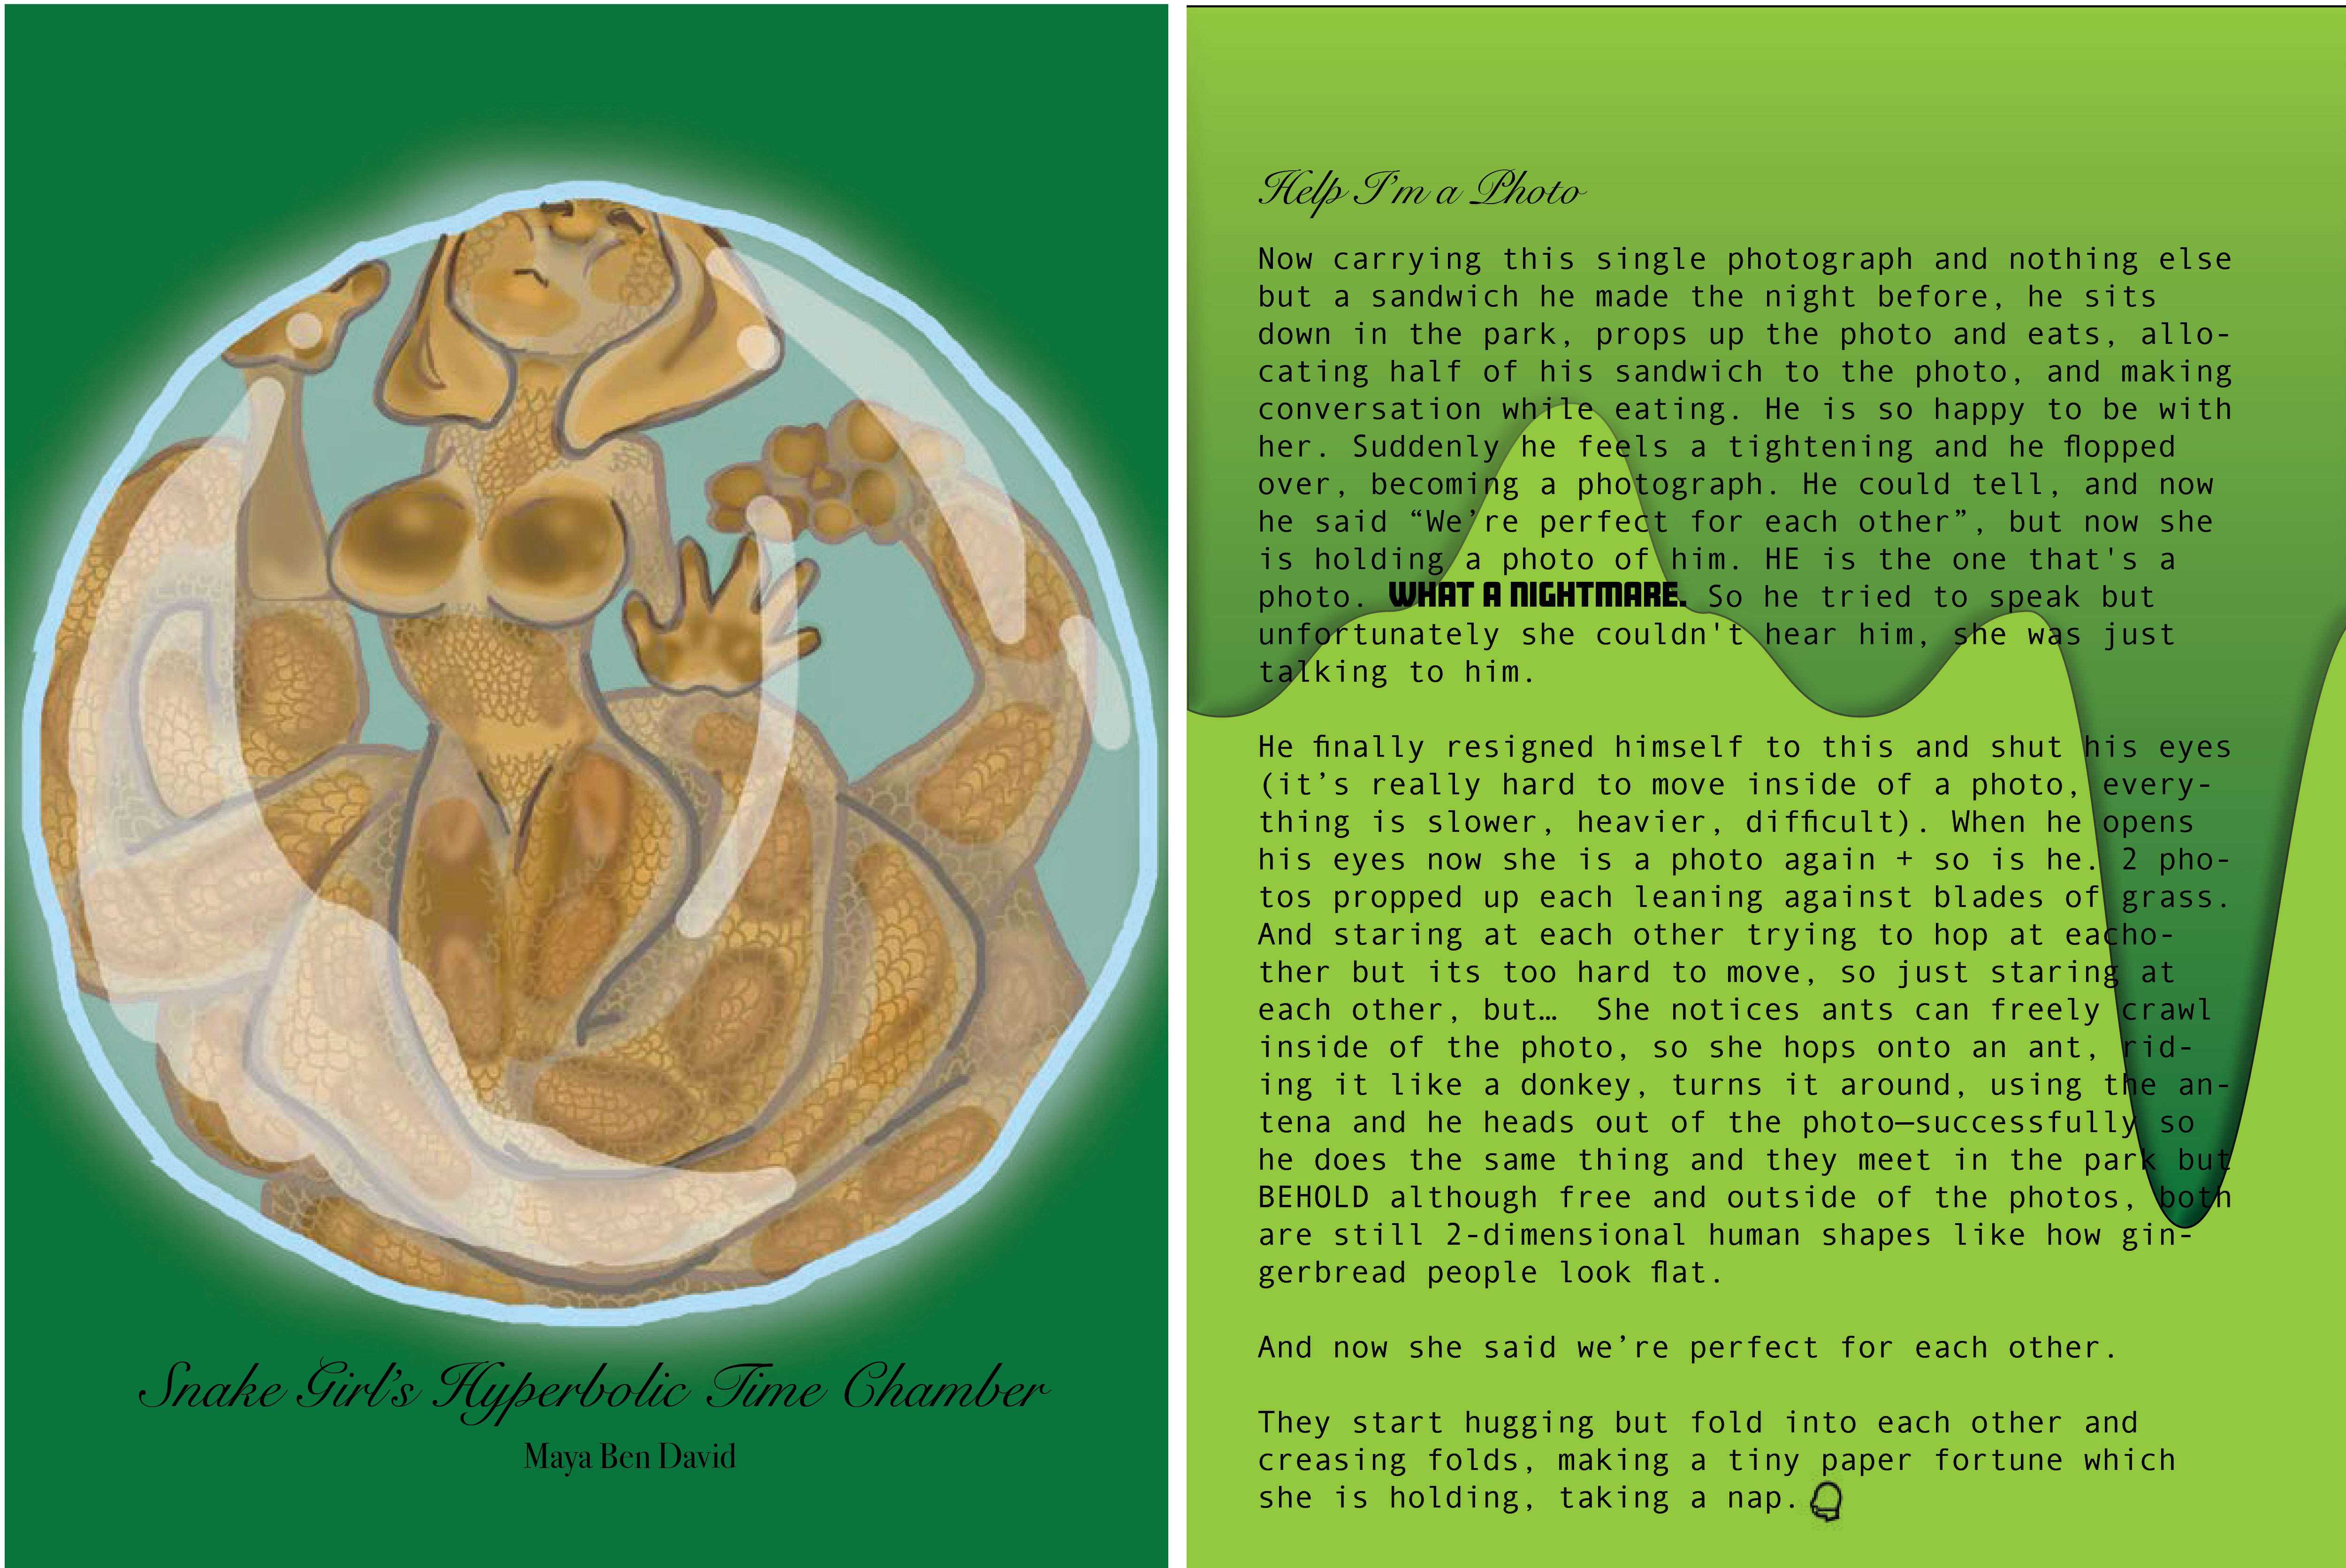 Snake Girl's Hyperbolic Time Chamber
Maya Ben David
Help I'm a Photo
Now carrying this single photograph and nothing else
but a sandwich he made the night before, he sits
down in the park, props up the photo and eats, allo-
cating half of his sandwich to the photo, and making
conversation while eating. He is so happy to be with
her. Suddenly he feels a tightening and he flopped
over, becoming a photograph. He could tell, and now
he said “We’re perfect for each other”, but now she
is holding a photo of him. HE is the one that's a
photo. WHAT A NIGHTMARE. So he tried to speak but
unfortunately she couldn't hear him, she was just
talking to him.
He finally resigned himself to this and shut his eyes
(it’s really hard to move inside of a photo, every-
thing is slower, heavier, difficult). When he opens
his eyes now she is a photo again + so is he. 2 pho-
tos propped up each leaning against blades of grass.
And staring at each other trying to hop at eacho-
ther but its too hard to move, so just staring at
each other, but…  She notices ants can freely crawl
inside of the photo, so she hops onto an ant, rid-
ing it like a donkey, turns it around, using the an-
tena and he heads out of the photo—successfully so
he does the same thing and they meet in the park but
BEHOLD although free and outside of the photos, both
are still 2-dimensional human shapes like how gin-
gerbread people look flat.
And now she said we’re perfect for each other.
They start hugging but fold into each other and
creasing folds, making a tiny paper fortune which
she is holding, taking a nap.